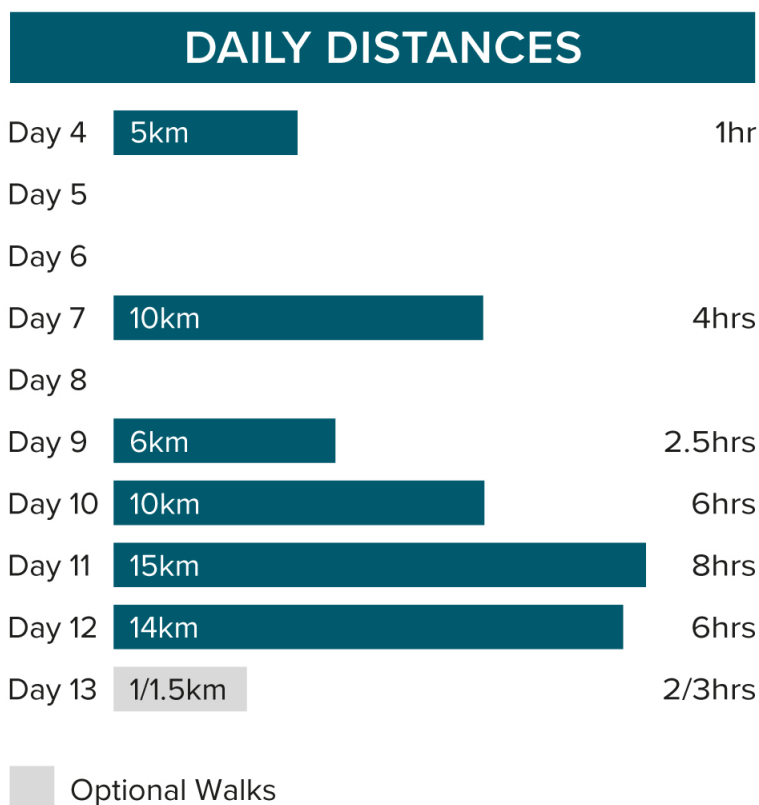 DAILY DISTANCES
Day 4 5km 1hr
Day 5
Day 6
Day 7 10km 4hrs
Day 8
Day 9 6km 2.5hrs
Day 10 10km 6hrs
Day 11 15km 8hrs
Day 12 14km 6hrs
Day 13 1/1.5km 2/3hrs
Optional Walks